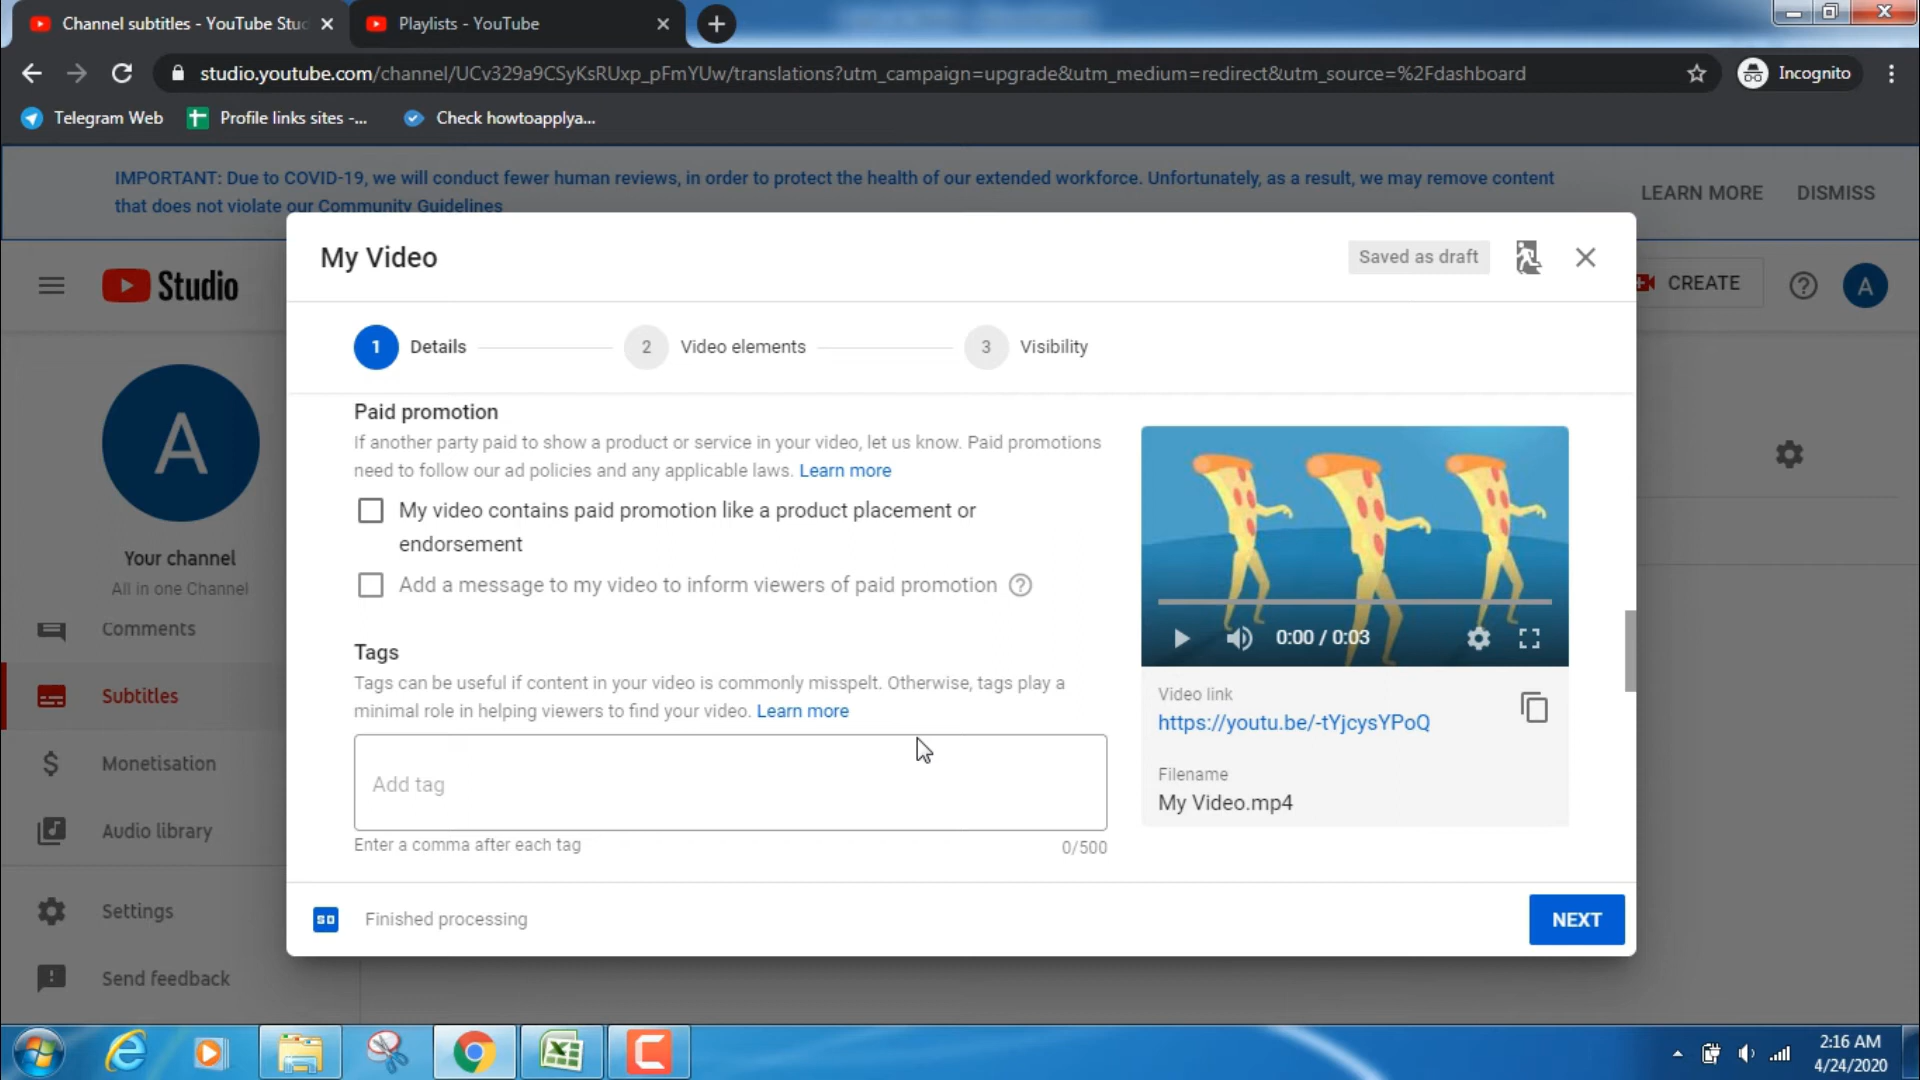 Channel subtitles - YouTube Stud
Playlists - YouTube
studio.youtube.com/channel/UCv329a9CSyKsRUxp_pFmYUw/translations?utm_campaign=upgrade&utm_medium=redirect&utm_source=%2Fdashboard
Incognito
Telegram Web
Profile links sites -...
Check howtoapplya...
IMPORTANT: Due to COVID-19, we will conduct fewer human reviews, in order to protect the health of our extended workforce. Unfortunately, as a result, we may remove content
that does not violate our Community Guidelines
LEARN MORE
DISMISS
My Video
Saved as draft
Studio
CREATE
A
1
Details
2
Video elements
3
Visibility
A
Your channel
All in one Channel
Comments
Subtitles
Monetisation
Audio library
Settings
Send feedback
Paid promotion
If another party paid to show a product or service in your video, let us know. Paid promotions
need to follow our ad policies and any applicable laws. Learn more
My video contains paid promotion like a product placement or
endorsement
Add a message to my video to inform viewers of paid promotion
Tags
Tags can be useful if content in your video is commonly misspelt. Otherwise, tags play a
minimal role in helping viewers to find your video. Learn more
Add tag
Enter a comma after each tag
0/500
0:00 / 0:03
Video link
https://youtu.be/-tYjcysYPoQ
Filename
My Video.mp4
SD
Finished processing
NEXT
2:16 AM
4/24/2020